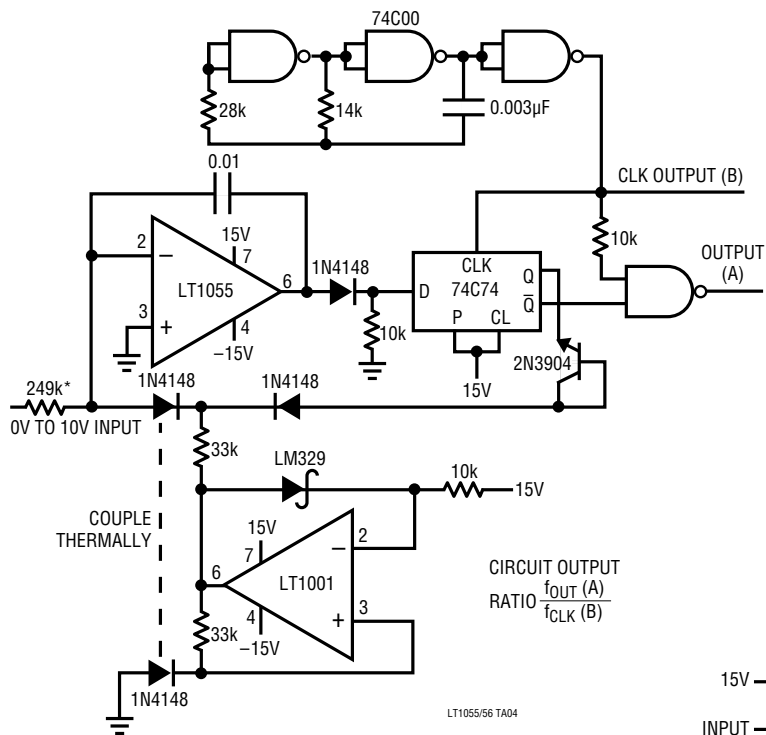 74C00
28k
14k
0.003µF
0.01
CLK OUTPUT (B)
2
15V
7
–
LT1055
6
1N4148
3
+
4
–15V
10k
D
CLK
74C74
Q
Q
P
CL
15V
10k
OUTPUT
(A)
2N3904
249k*
0V TO 10V INPUT
1N4148
1N4148
33k
LM329
10k
15V
COUPLE
THERMALLY
15V
7
2
–
6
LT1001
+
3
4
–15V
33k
1N4148
CIRCUIT OUTPUT
RATIO fOUT (A)
fCLK (B)
LT1055/56 TA04
15V
INPUT